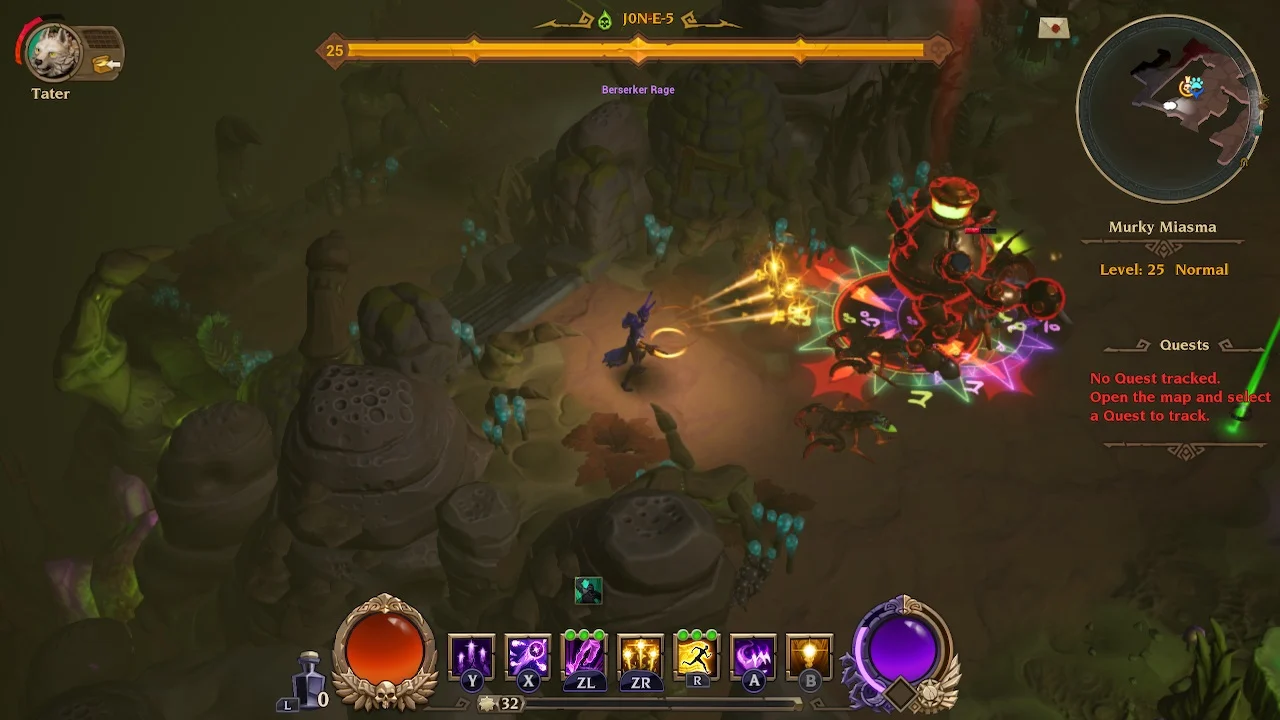 J0N-E-5
25
Tater
Berserker Rage
Murky Miasma
Level: 25 Normal
Quests
No Quest tracked.
Open the map and select
a Quest to track.
L
0
Y
X
ZL
ZR
R
A
B
32